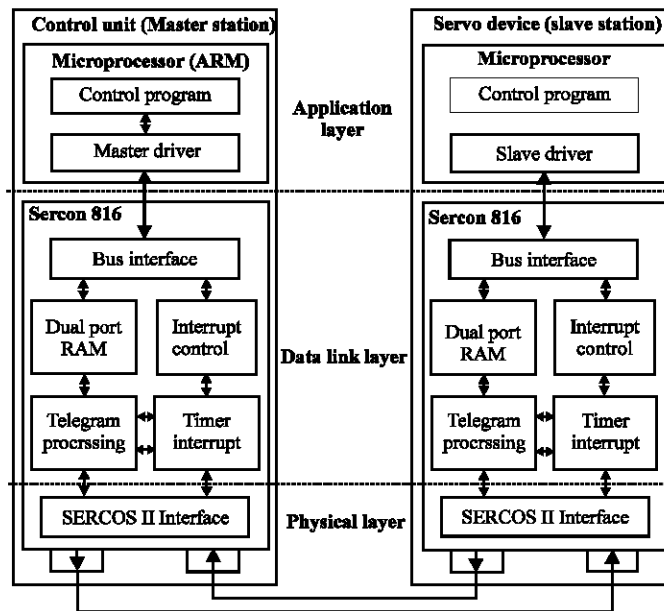 Control unit (Master station)
Microprocessor (ARM)
Control program
Master driver
Sercon 816
Bus interface
Dual port
RAM
Interrupt
control
Telegram
procrssing
Timer
interrupt
SERCOS II Interface
Application
layer
Data link layer
Physical layer
Servo device (slave station)
Microprocessor
Control program
Slave driver
Sercon 816
Bus interface
Dual port
RAM
Interrupt
control
Telegram
procrssing
Timer
interrupt
SERCOS II Interface